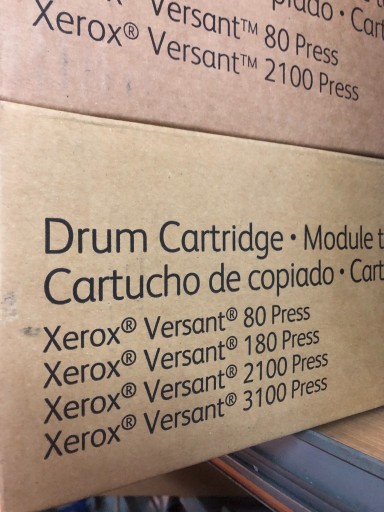 Versant™ 80 Press
Xerox® Versant™ 2100 Press
Drum Cartridge • Module
Cartucho de copiado • Cart
Xerox® Versant® 80 Press
Xerox® Versant® 180 Press
Xerox® Versant® 2100 Press
Xerox® Versant® 3100 Press